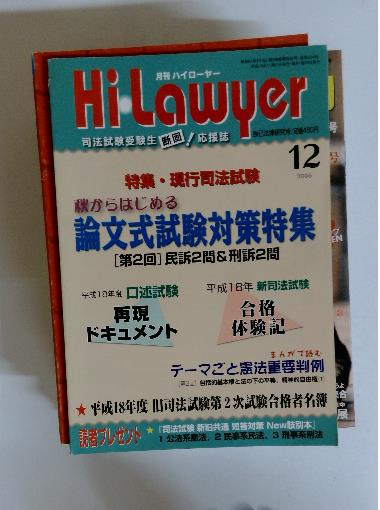 月刊 ハイローヤー
Hi-Lawyer
司法試験受験生 断固! 応援誌
12
2006
特集・現行司法試験
秋からはじめる
論文式試験対策特集
[第2回] 民訴2問&刑訴2問
平成18年度 口述試験
再現
ドキュメント
平成18年 新司法試験
合格
体験記
まんがで読む
テーマごと憲法重要判例
★平成18年度 旧司法試験第2次試験合格者名簿
読者プレゼント
★『司法試験 新旧共通 短答対策 New肢別本』
1 公法系憲法、2 民事系民法、3 刑事系刑法